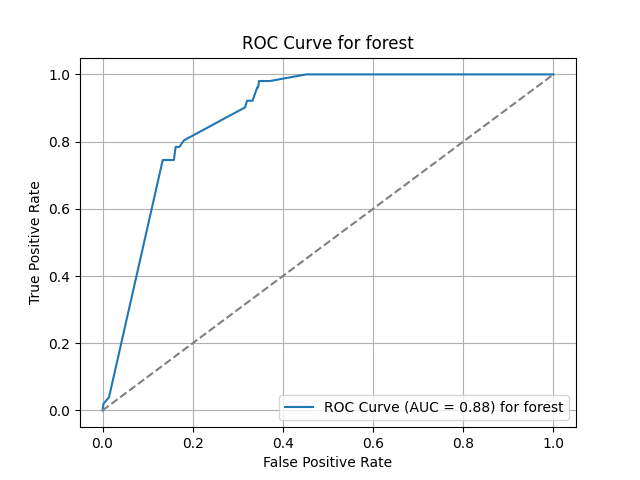 ROC Curve for forest
1.0
0.8
0.6
0.4
0.2
0.0
True Positive Rate
ROC Curve (AUC = 0.88) for forest
0.0 0.2 0.4 0.6 0.8 1.0
False Positive Rate